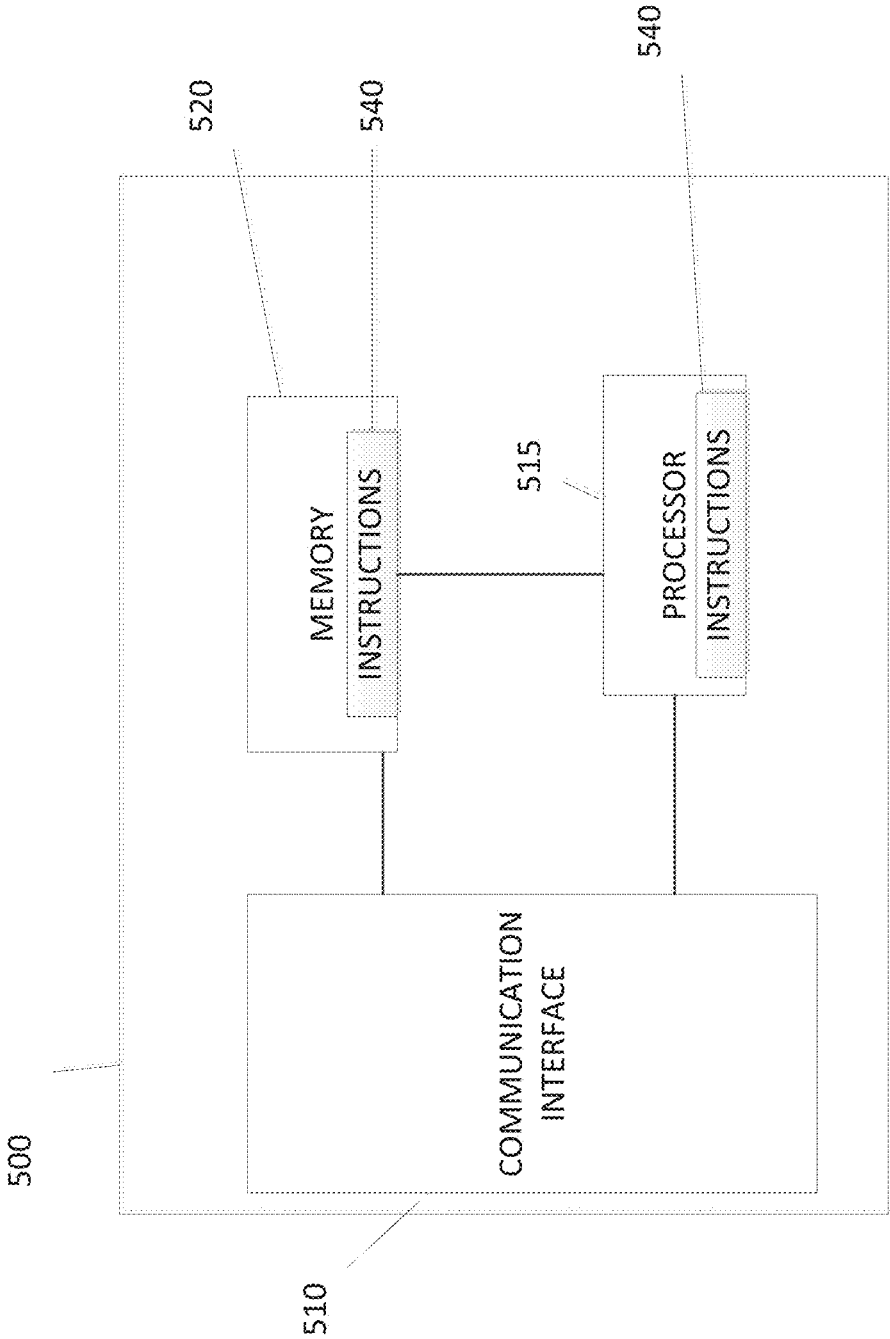 500
510
COMMUNICATION
INTERFACE
520
MEMORY
INSTRUCTIONS
540
515
PROCESSOR
INSTRUCTIONS
540